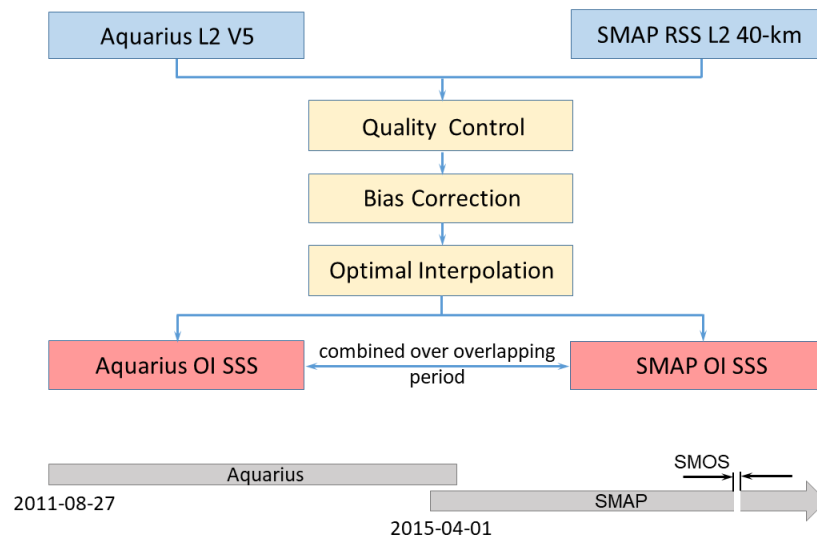 Aquarius L2 V5
SMAP RSS L2 40-km
Quality Control
Bias Correction
Optimal Interpolation
Aquarius OI SSS
combined over overlapping
period
SMAP OI SSS
Aquarius
SMOS
2011-08-27
SMAP
2015-04-01